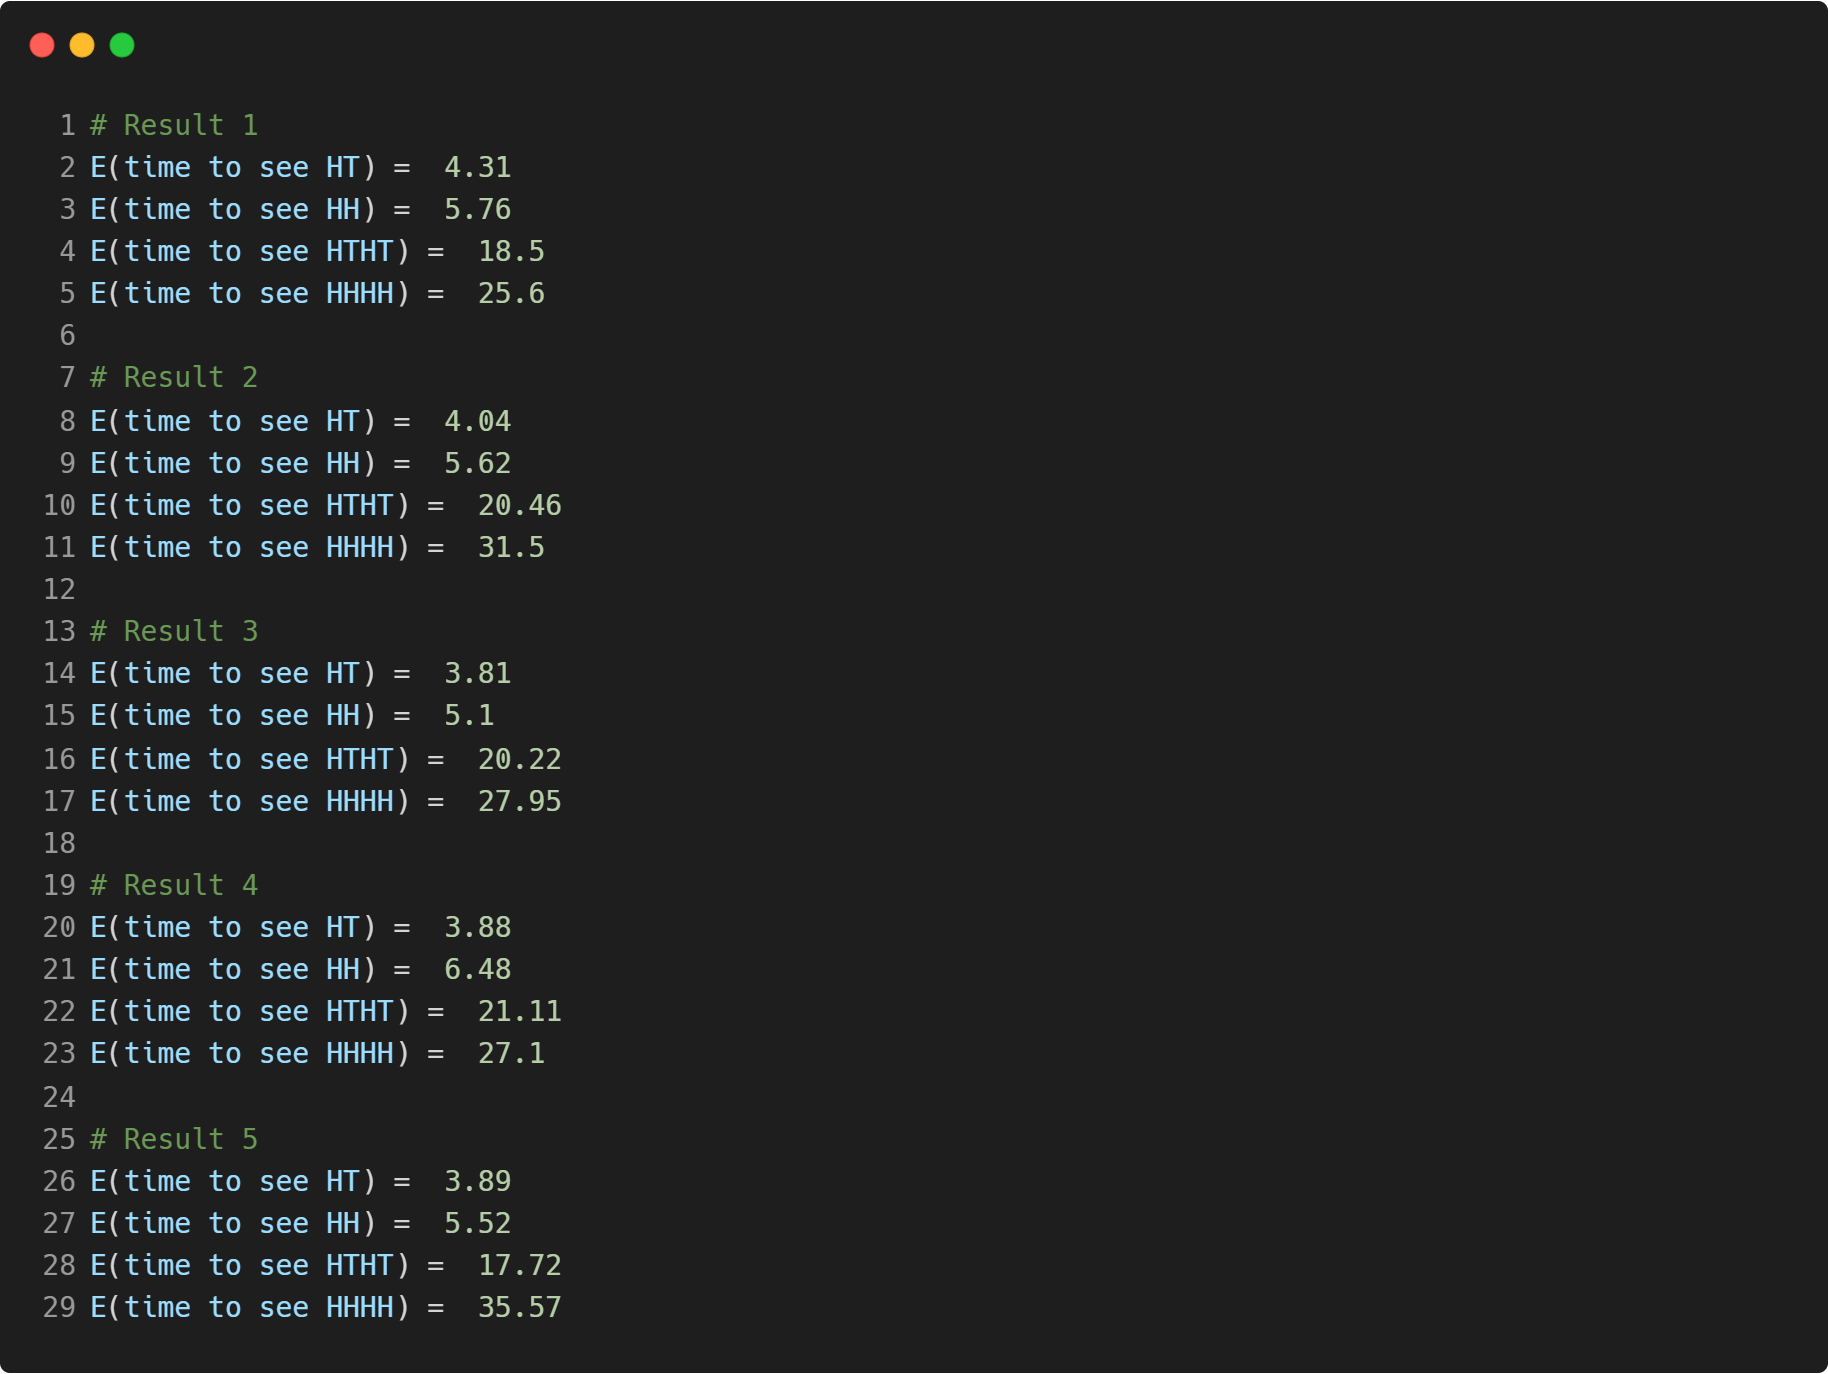 1 # Result 1
2 E(time to see HT) =  4.31
3 E(time to see HH) =  5.76
4 E(time to see HTHT) =  18.5
5 E(time to see HHHH) =  25.6
6
7 # Result 2
8 E(time to see HT) =  4.04
9 E(time to see HH) =  5.62
10 E(time to see HTHT) =  20.46
11 E(time to see HHHH) =  31.5
12
13 # Result 3
14 E(time to see HT) =  3.81
15 E(time to see HH) =  5.1
16 E(time to see HTHT) =  20.22
17 E(time to see HHHH) =  27.95
18
19 # Result 4
20 E(time to see HT) =  3.88
21 E(time to see HH) =  6.48
22 E(time to see HTHT) =  21.11
23 E(time to see HHHH) =  27.1
24
25 # Result 5
26 E(time to see HT) =  3.89
27 E(time to see HH) =  5.52
28 E(time to see HTHT) =  17.72
29 E(time to see HHHH) =  35.57